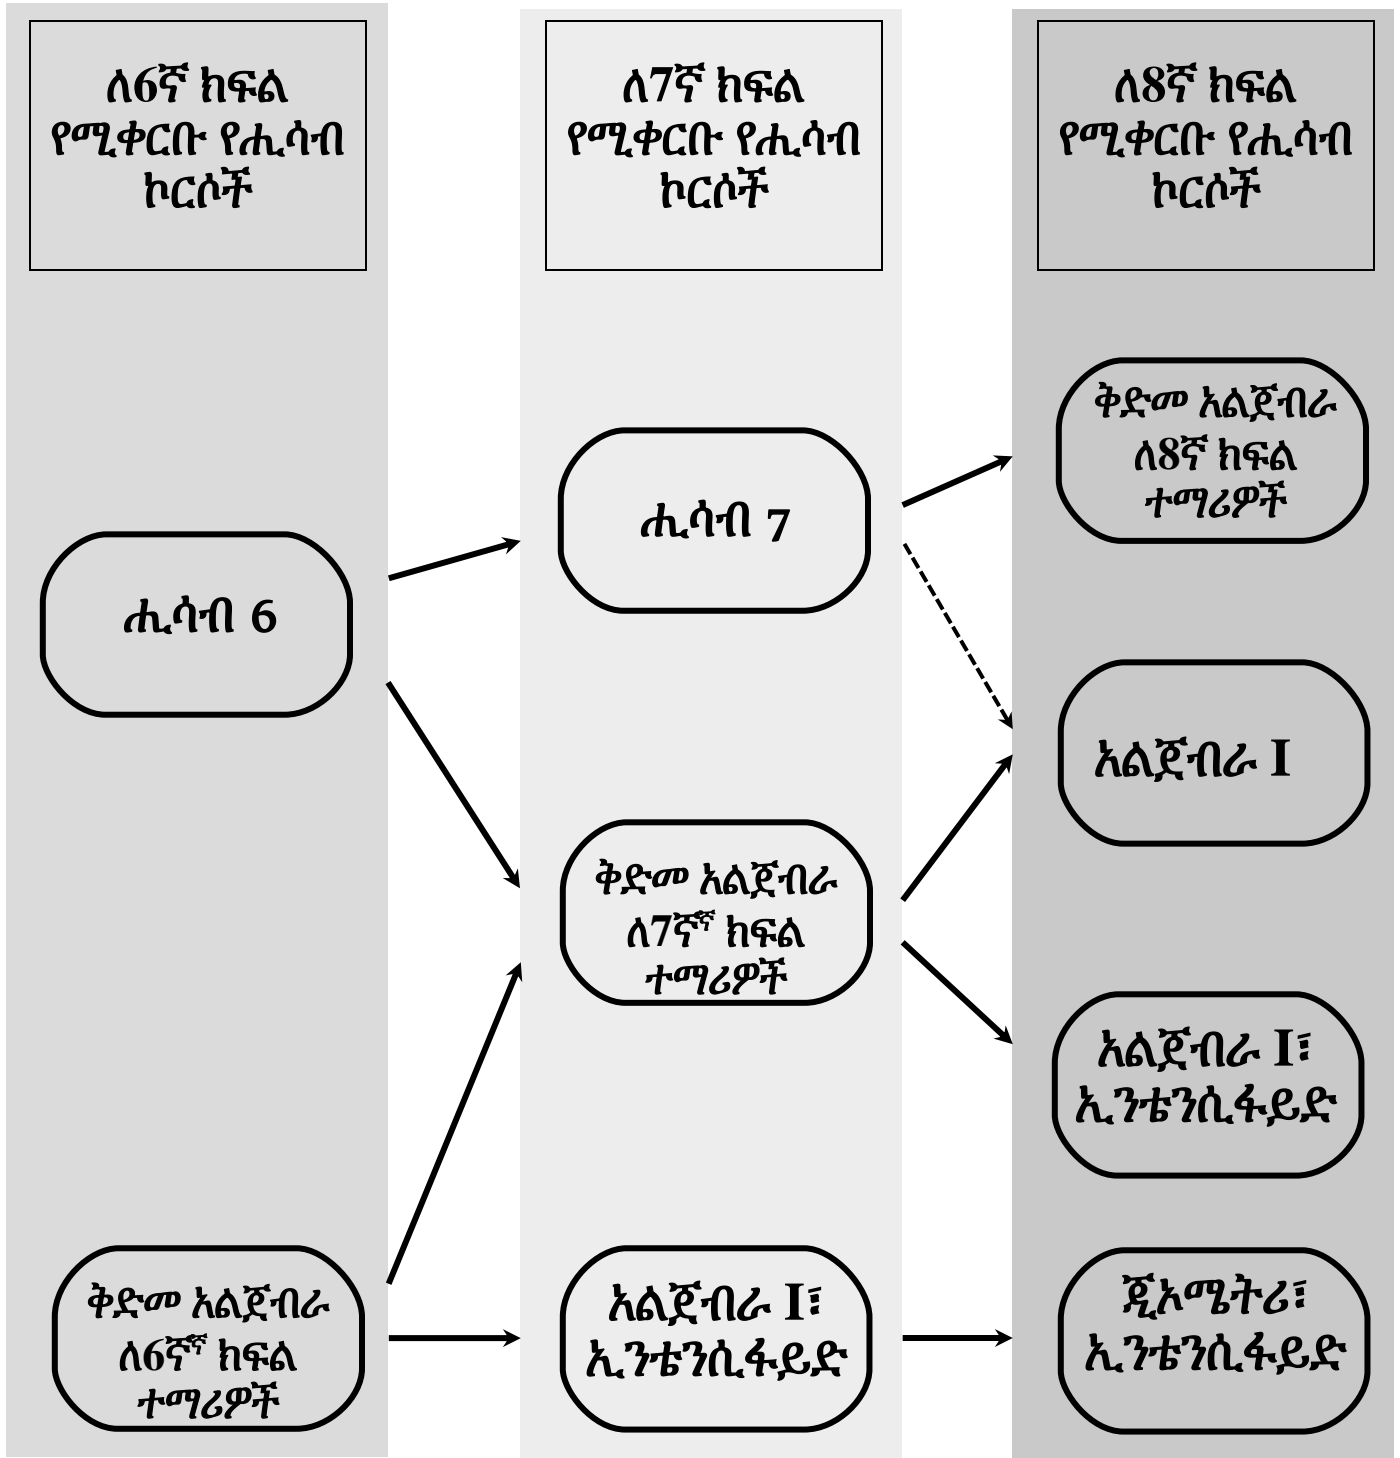 ለ6ኛ ክፍል
የሚቀርቡ የሒሳብ
ኮርሶች
ሒሳብ 6
ቅድመ አልጀብራ
ለ6ኛኛ ክፍል
ተማሪዎች
ለ7ኛ ክፍል
የሚቀርቡ የሒሳብ
ኮርሶች
ሒሳብ 7
ቅድመ አልጀብራ
ለ7ኛኛ ክፍል
ተማሪዎች
አልጀብራ I፣
ኢንቴንሲፋይድ
ለ8ኛ ክፍል
የሚቀርቡ የሒሳብ
ኮርሶች
ቅድመ አልጀብራ
ለ8ኛ ክፍል
ተማሪዎች
አልጀብራ I
አልጀብራ I፣
ኢንቴንሲፋይድ
ጂኦሜትሪ፣
ኢንቴንሲፋይድ